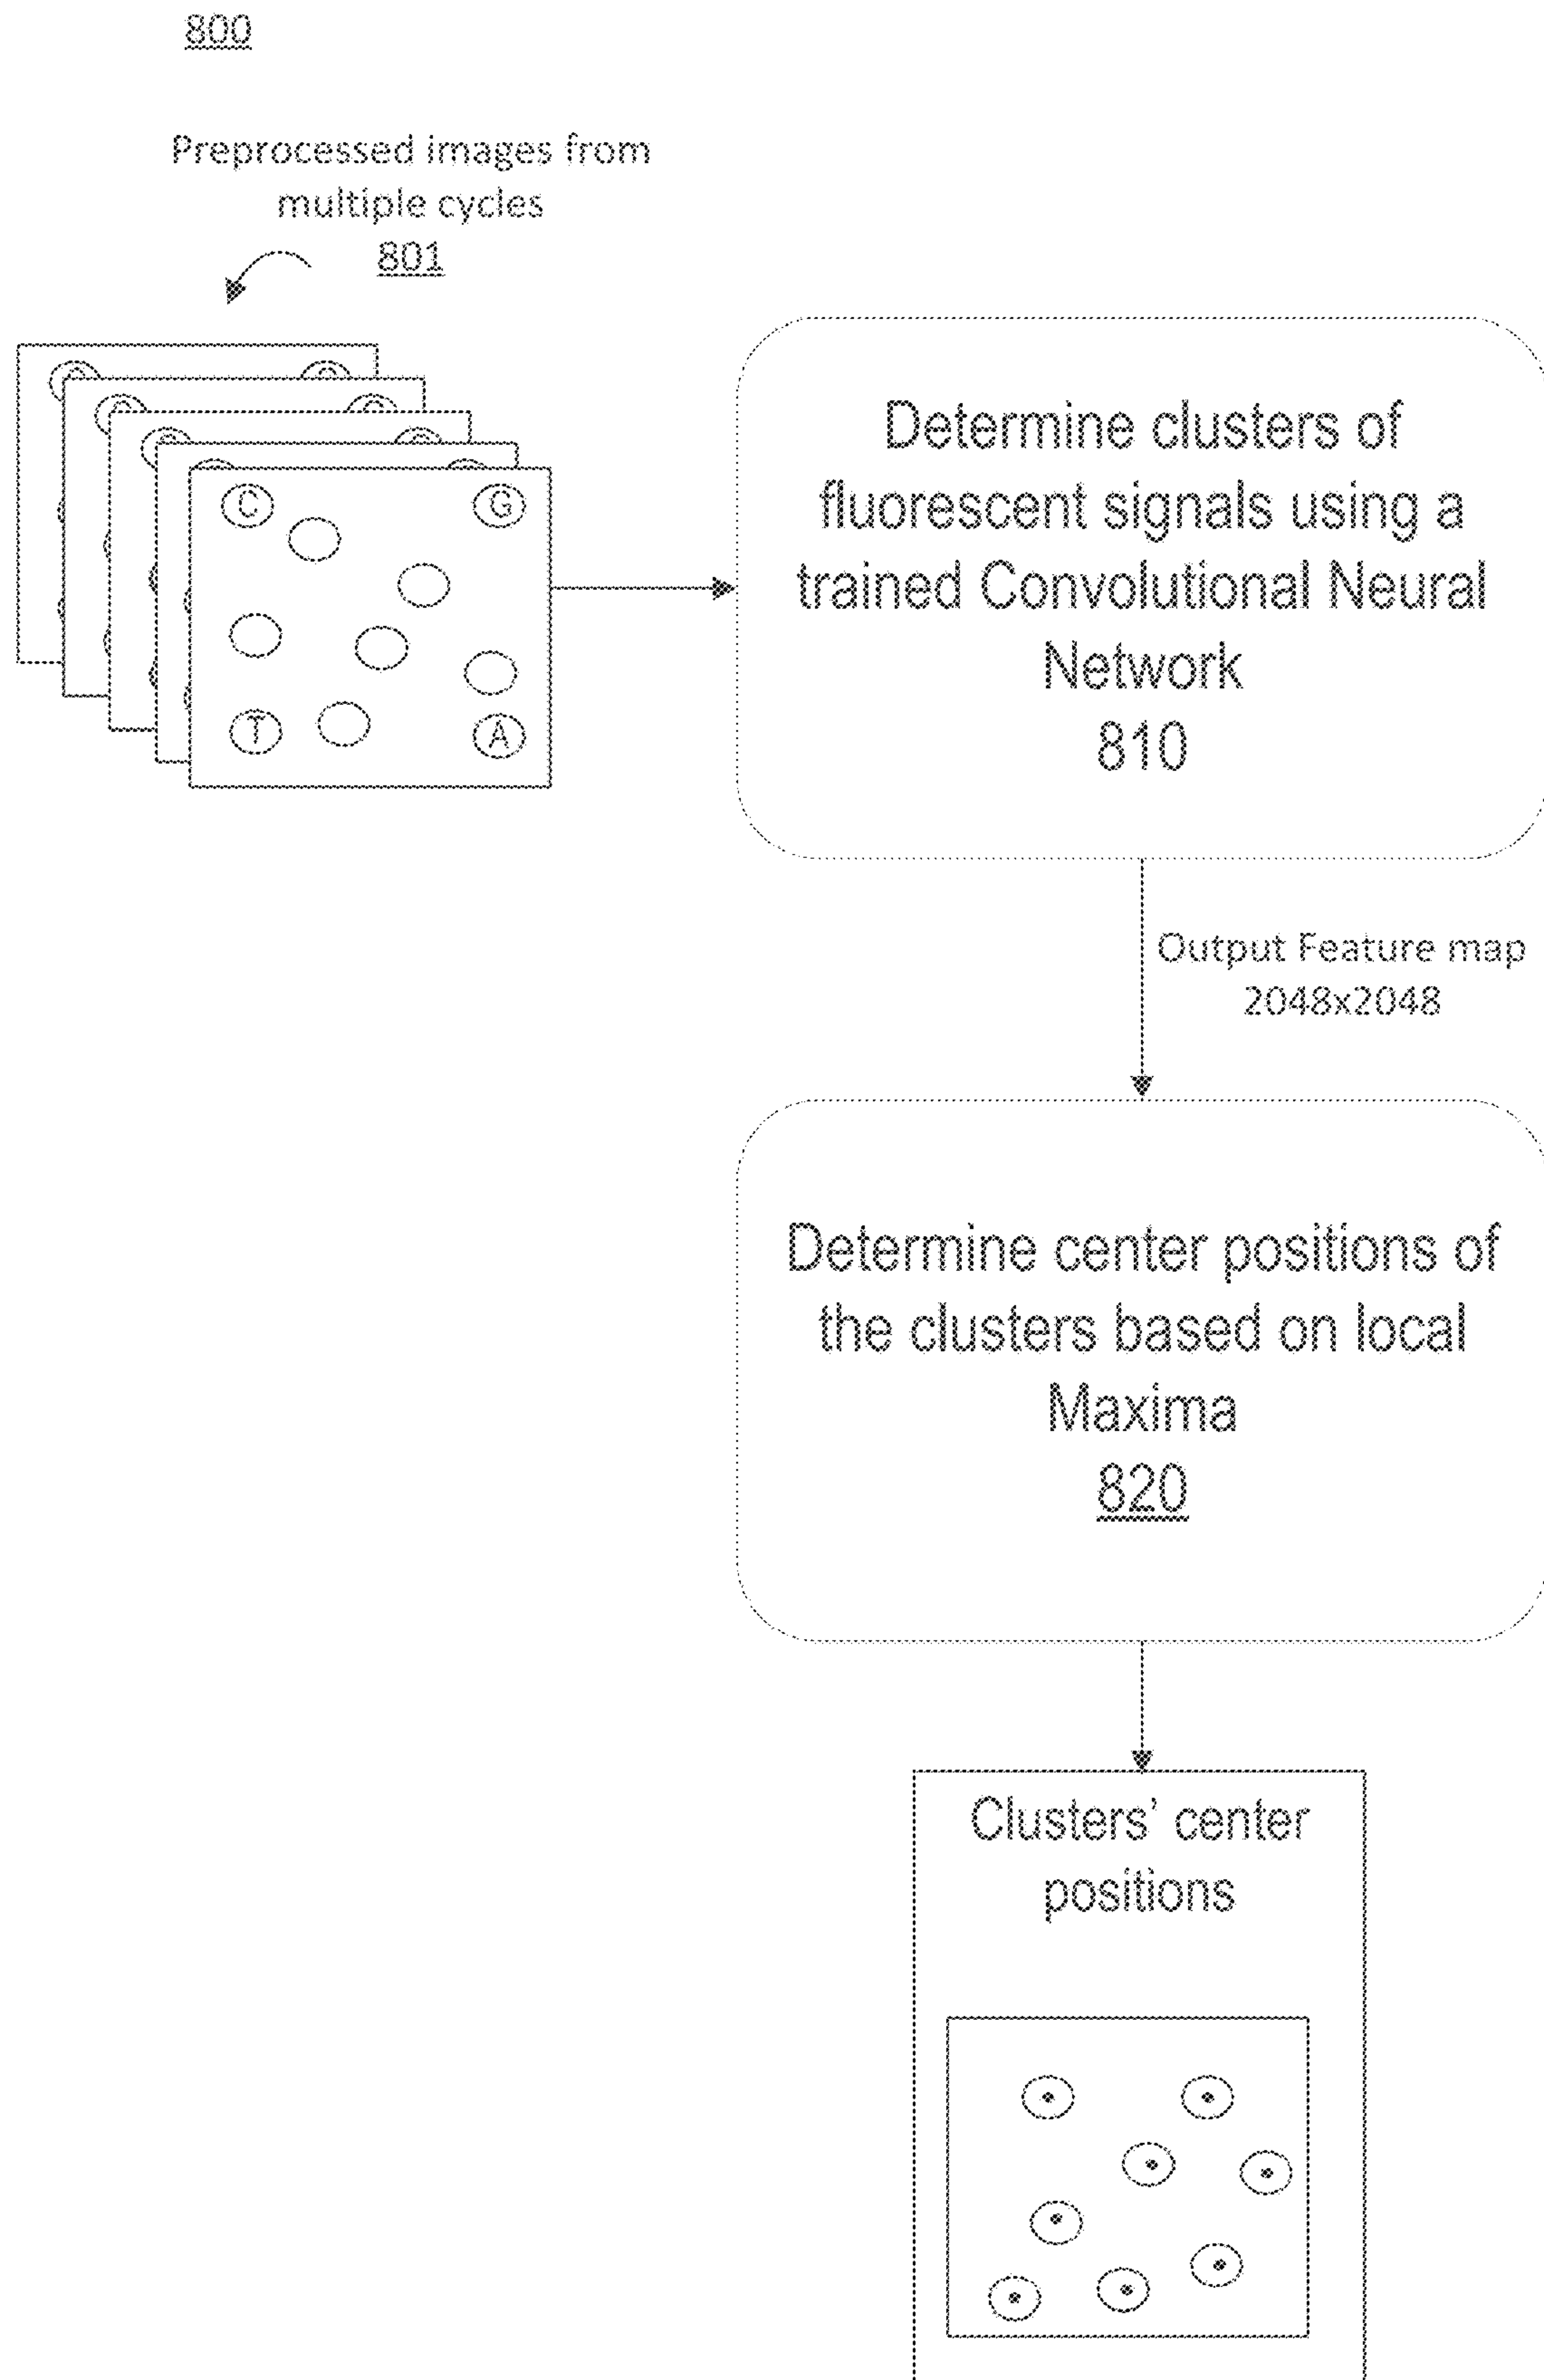 800
Preprocessed images from
multiple cycles
801
C
G
T
A
Determine clusters of
fluorescent signals using a
trained Convolutional Neural
Network
810
Output Feature map
2048x2048
Determine center positions of
the clusters based on local
Maxima
820
Clusters’ center
positions